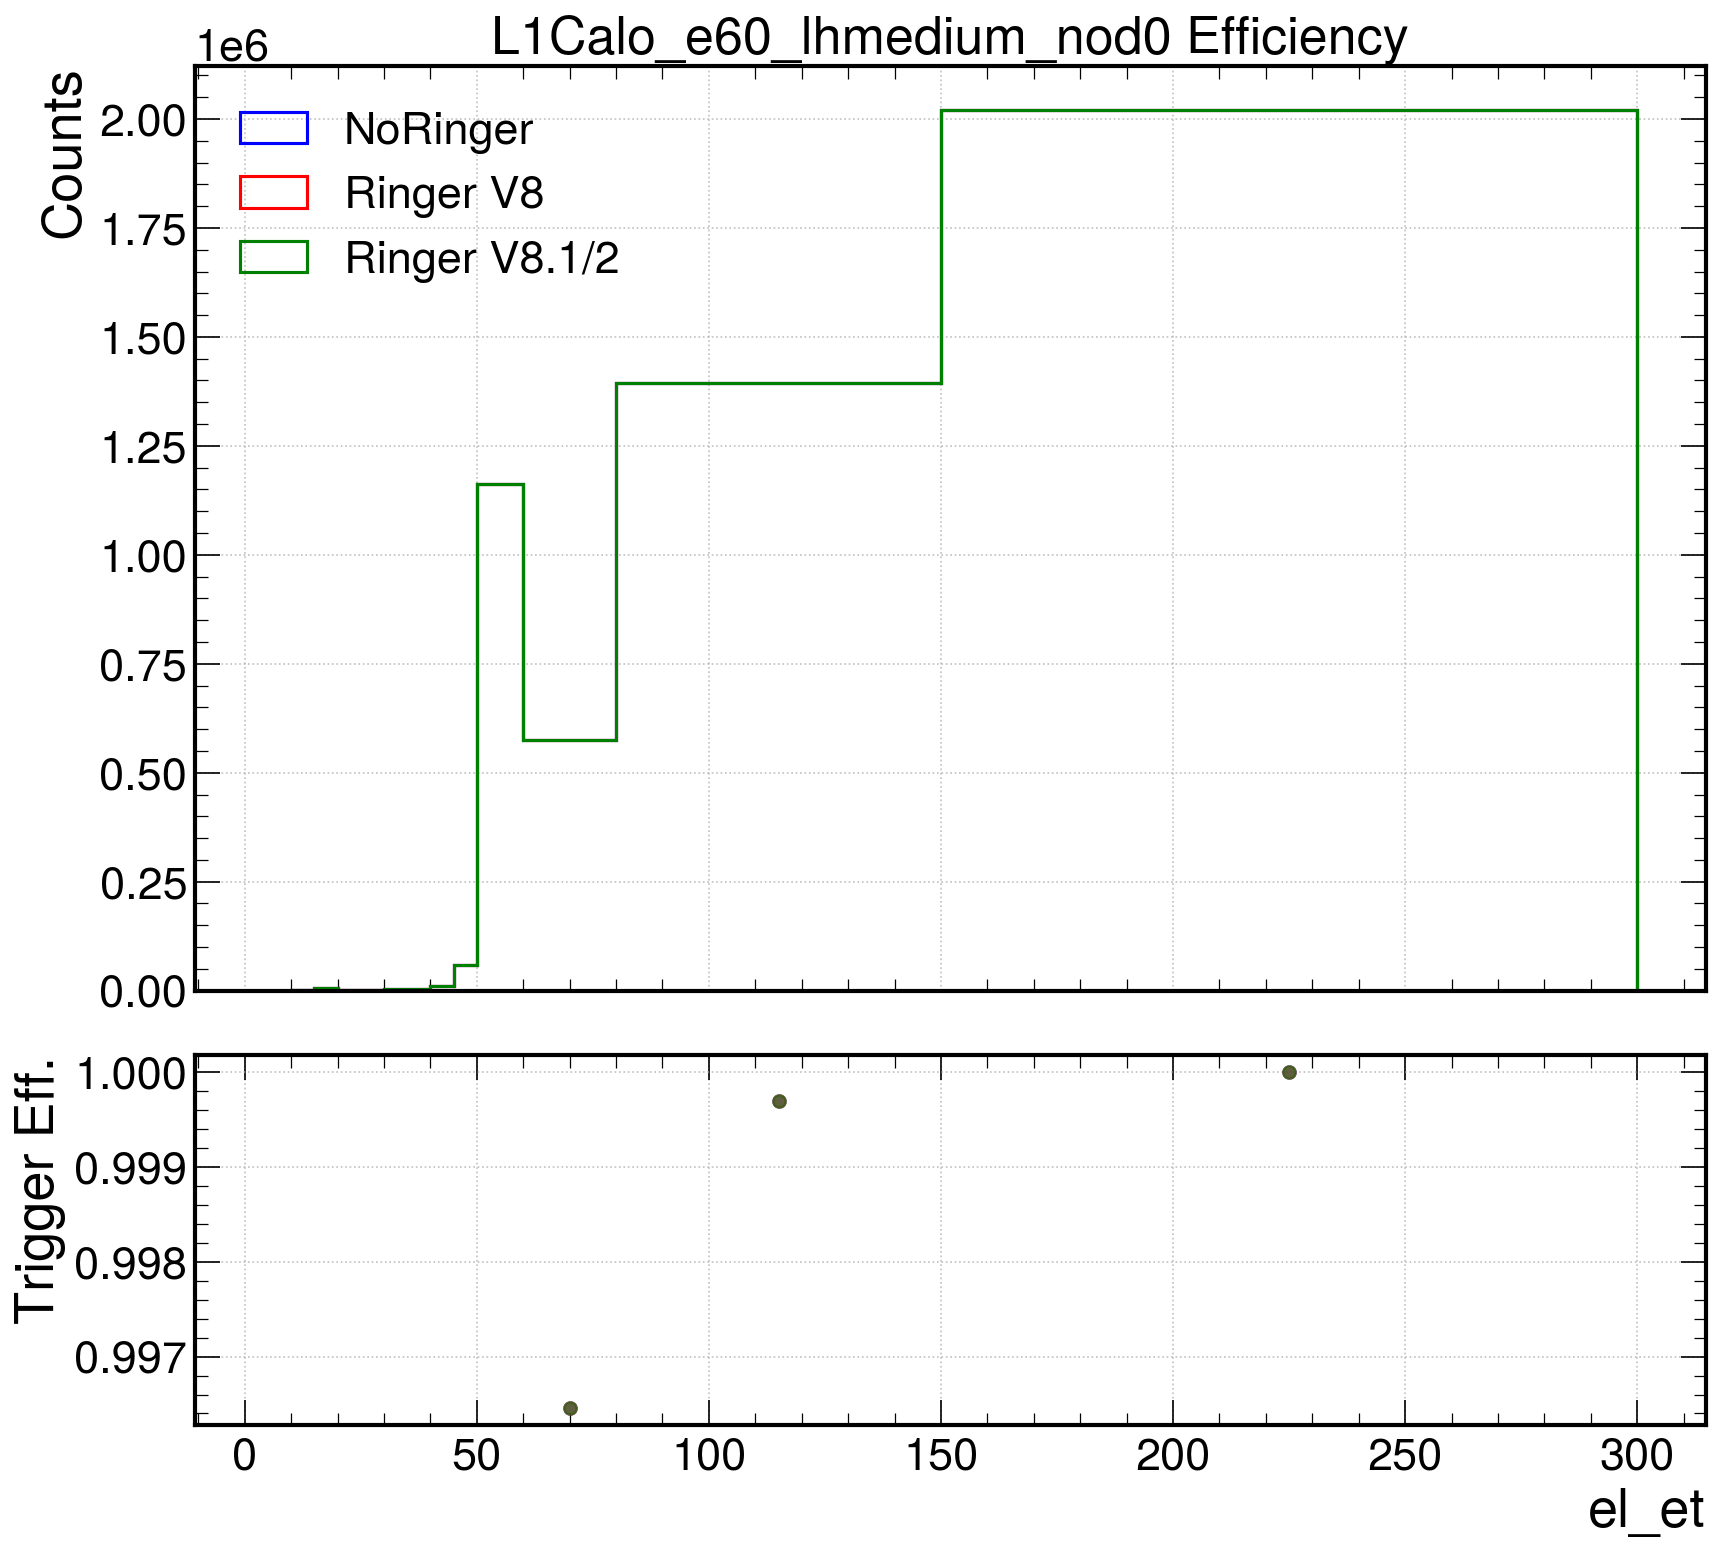 L1Calo_e60_lhmedium_nod0 Efficiency
1e6
Counts
2.00
1.75
1.50
1.25
1.00
0.75
0.50
0.25
0.00
NoRinger
Ringer V8
Ringer V8.1/2
Trigger Eff.
1.000
0.999
0.998
0.997
0 50 100 150 200 250 300
el_et